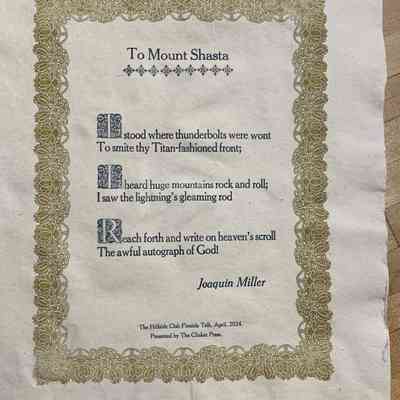 To Mount Shasta
I stood where thunderbolts were wont
To smite thy Titan-fashioned front;
I heard huge mountains rock and roll;
I saw the lightning's gleaming rod
Reach forth and write on heaven's scroll
The awful autograph of God!
Joaquin Miller
The Hillside Club Fireside Talk, April, 2024.
Presented by The Clinker Press.